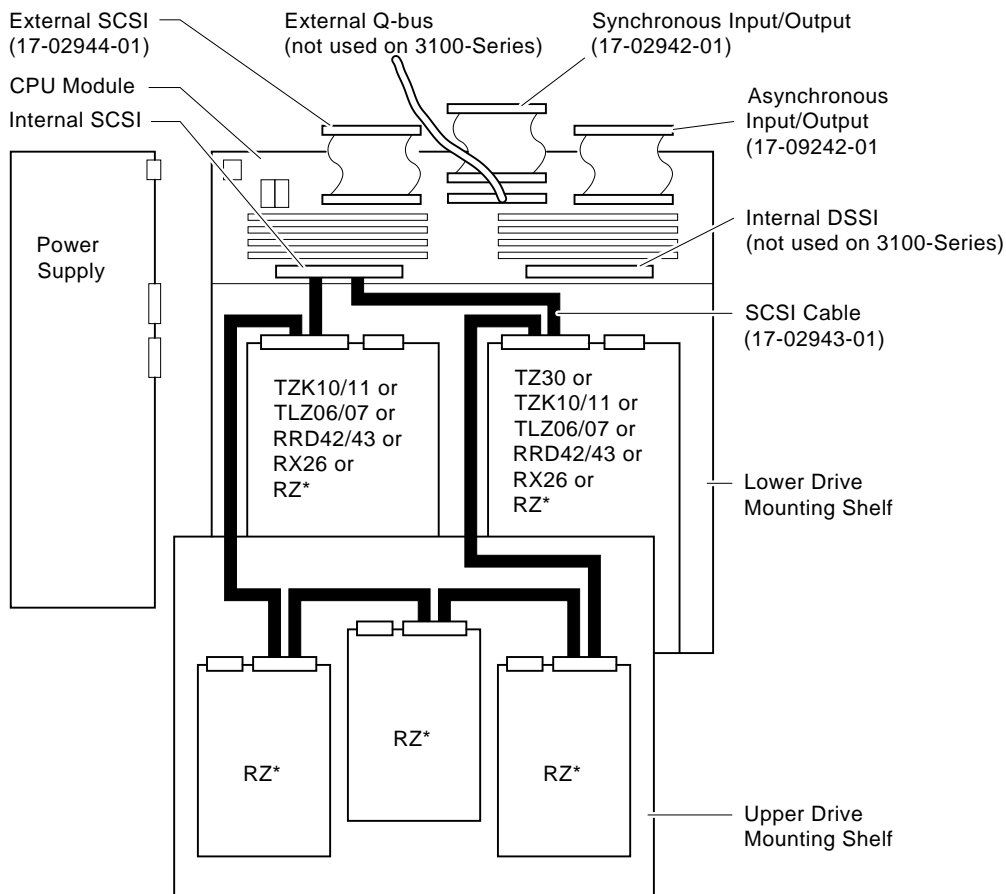 External SCSI
(17-02944-01)
External Q-bus
(not used on 3100-Series)
Synchronous Input/Output
(17-02942-01)
CPU Module
Internal SCSI
Asynchronous
Input/Output
(17-09242-01
Power
Supply
Internal DSSI
(not used on 3100-Series)
SCSI Cable
(17-02943-01)
TZK10/11 or
TLZ06/07 or
RRD42/43 or
RX26 or
RZ*
TZ30 or
TZK10/11 or
TLZ06/07 or
RRD42/43 or
RX26 or
RZ*
Lower Drive
Mounting Shelf
RZ*
RZ*
RZ*
Upper Drive
Mounting Shelf